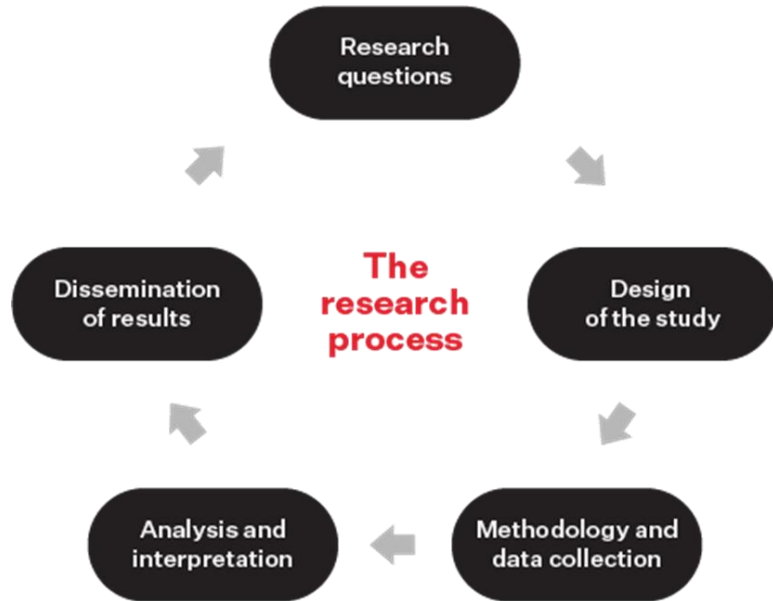 Research
questions
The
research
process
Design
of the study
Methodology and
data collection
Analysis and
interpretation
Dissemination
of results